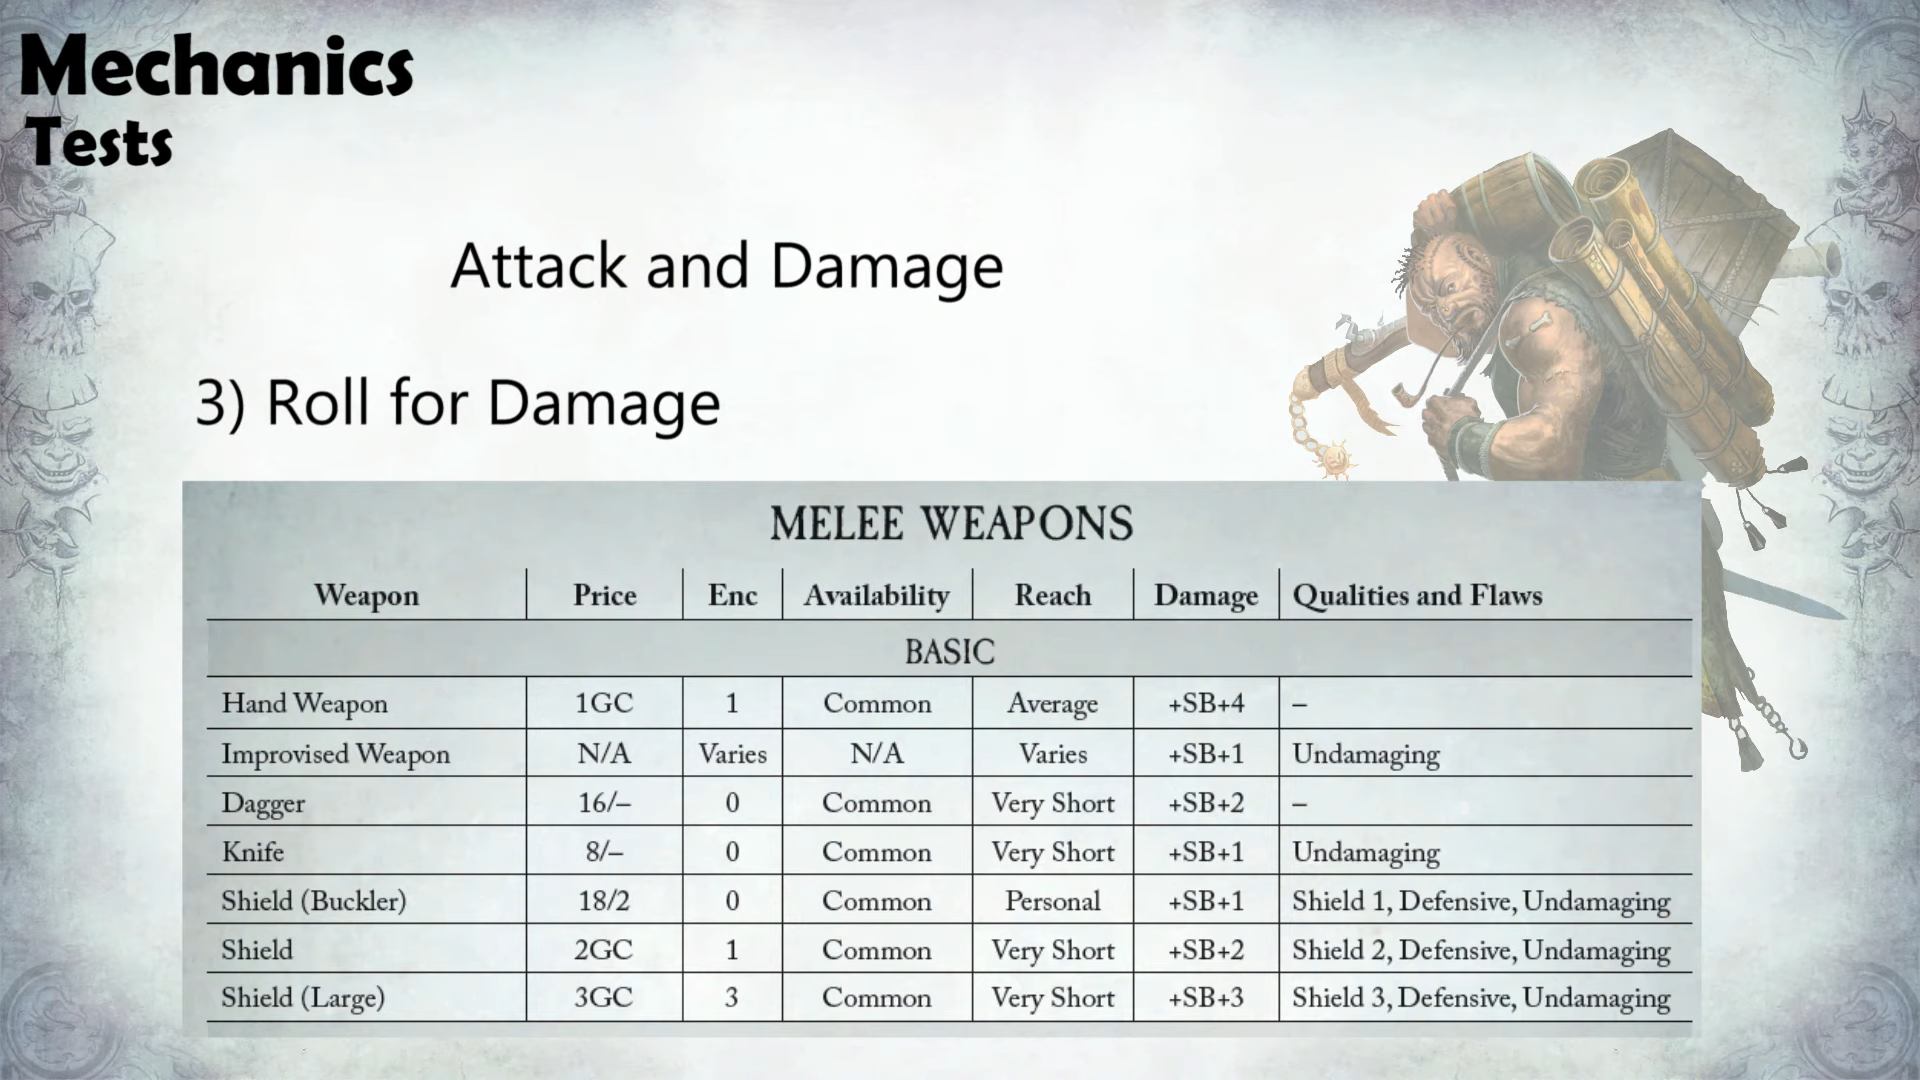 Mechanics
Tests
Attack and Damage
3) Roll for Damage
MELEE WEAPONS
Weapon Price Enc Availability Reach Damage Qualities and Flaws
BASIC
Hand Weapon 1GC 1 Common Average +SB+4 –
Improvised Weapon N/A Varies N/A Varies +SB+1 Undamaging
Dagger 16/– 0 Common Very Short +SB+2 –
Knife 8/– 0 Common Very Short +SB+1 Undamaging
Shield (Buckler) 18/2 0 Common Personal +SB+1 Shield 1, Defensive, Undamaging
Shield 2GC 1 Common Very Short +SB+2 Shield 2, Defensive, Undamaging
Shield (Large) 3GC 3 Common Very Short +SB+3 Shield 3, Defensive, Undamaging